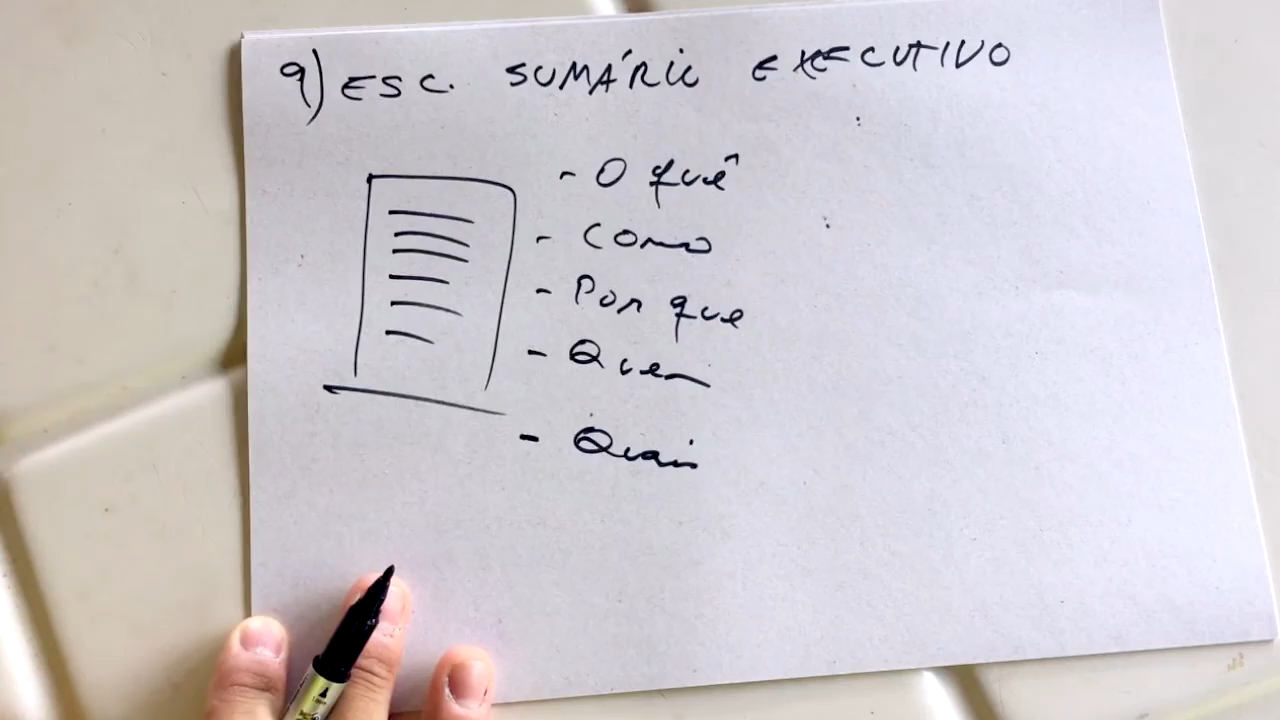 9) ESC. SUMÁRIO EXECUTIVO
- O quê
- Como
- Por que
- Quem
- Quais